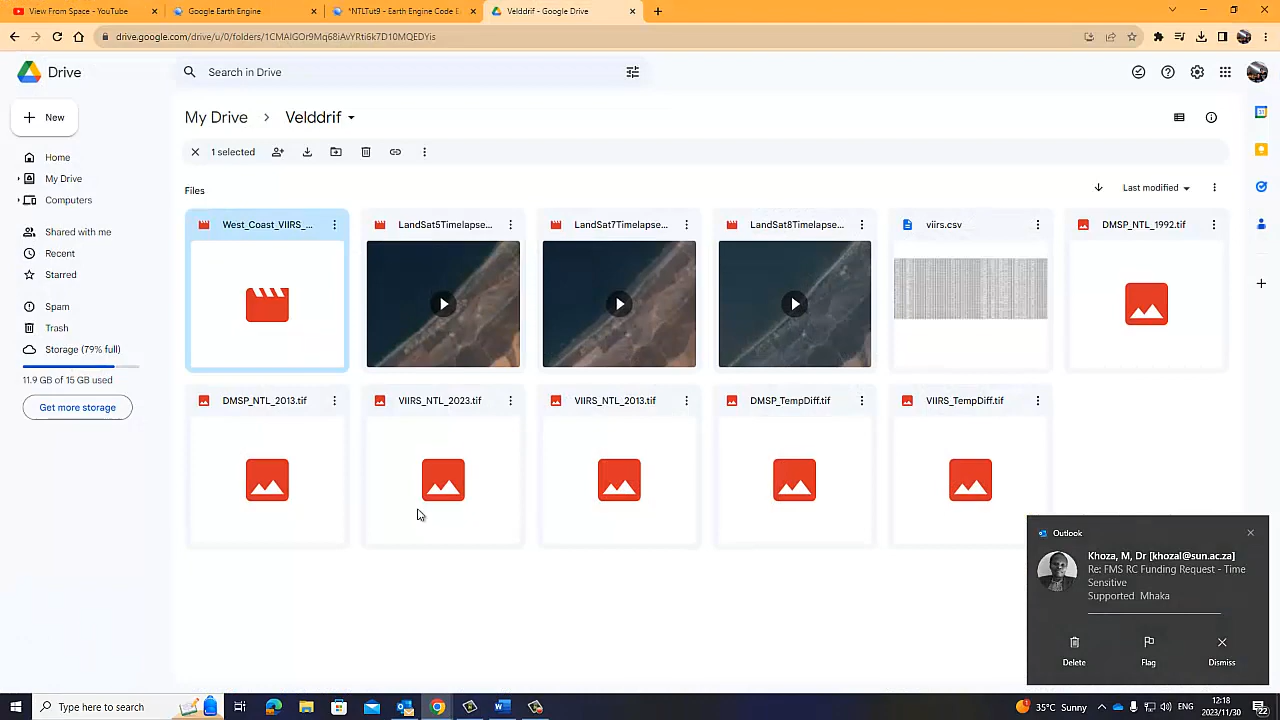 View From Space - YouTube
Google Earth Engine
*NTLTut9 - Earth Engine Code E
Velddrif - Google Drive
drive.google.com/drive/u/0/folders/1CMAlGOr9Mq68iAvYRti6k7D10MQEDYis
Drive
Search in Drive
New
My Drive
Velddrif
1 selected
Home
My Drive
Computers
Shared with me
Recent
Starred
Spam
Trash
Storage (79% full)
11.9 GB of 15 GB used
Get more storage
Files
Last modified
West_Coast_VIIRS_...
LandSat5Timelapse...
LandSat7Timelapse...
LandSat8Timelapse...
viirs.csv
DMSP_NTL_1992.tif
DMSP_NTL_2013.tif
VIIRS_NTL_2023.tif
VIIRS_NTL_2013.tif
DMSP_TempDiff.tif
VIIRS_TempDiff.tif
Outlook
Khoza, M, Dr [khozal@sun.ac.za]
Re: FMS RC Funding Request - Time
Sensitive
Supported Mhaka
Delete
Flag
Dismiss
Type here to search
35°C Sunny
ENG
12:18
2023/11/30